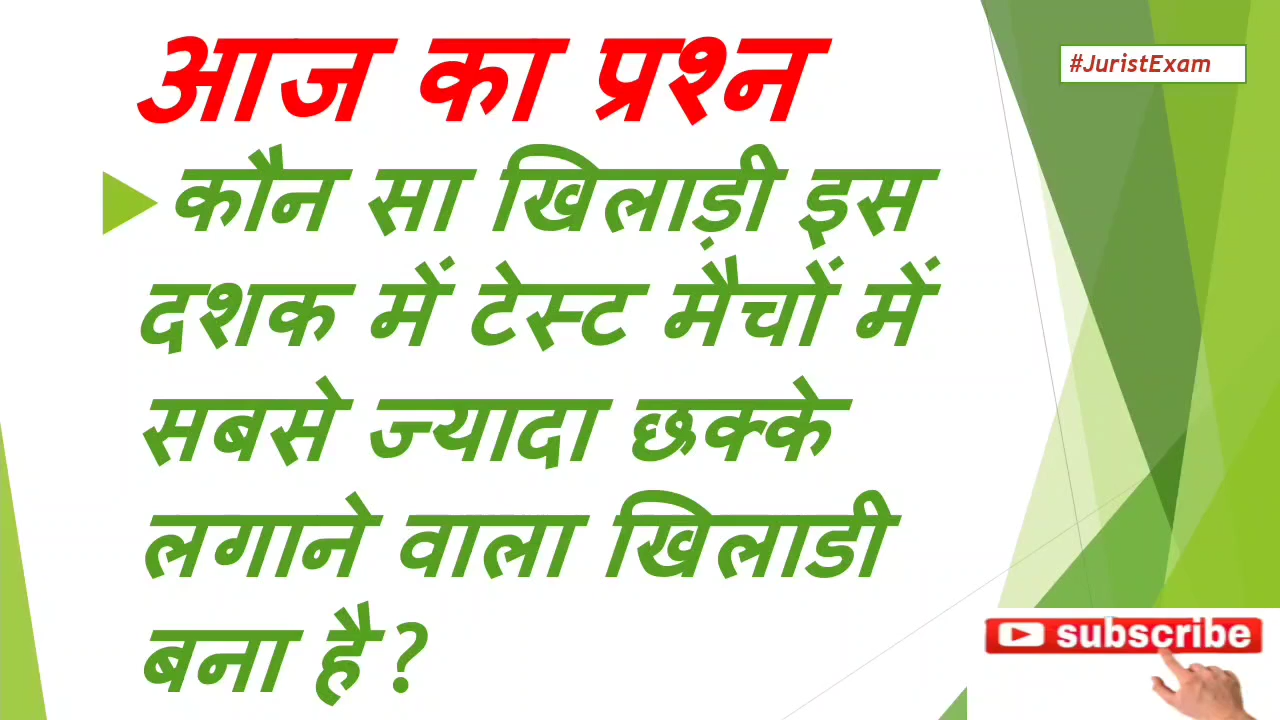 आज का प्रश्न
#JuristExam
कौन सा खिलाड़ी इस
दशक में टेस्ट मैचों में
सबसे ज्यादा छक्के
लगाने वाला खिलाडी
बना है?
subscribe